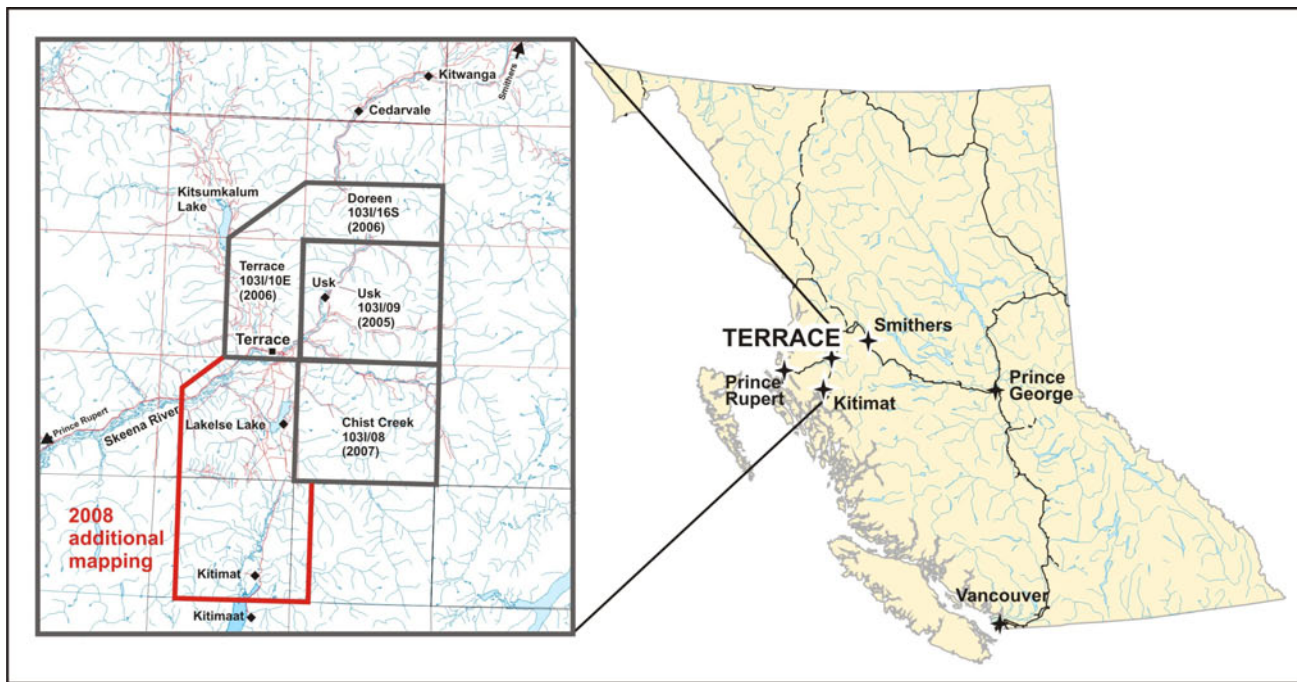 Kitwanga
Smithers
Cedarvale
Kitsumkalum
Lake
Doreen
103I/16S
(2006)
Terrace
103I/10E
(2006)
Usk
Usk
103I/09
(2005)
Terrace
Prince Rupert
Skeena River
Lakelse Lake
Chist Creek
103I/08
(2007)
2008
additional
mapping
Kitimat
Kitimaat
TERRACE
Smithers
Prince
Rupert
Kitimat
Prince
George
Vancouver